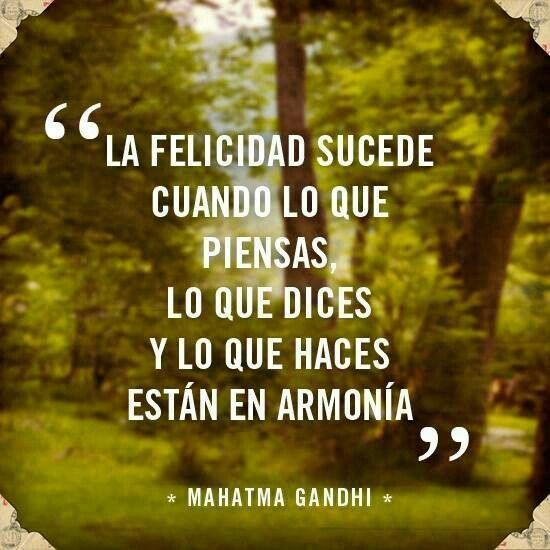 “LA FELICIDAD SUCEDE
CUANDO LO QUE
PIENSAS,
LO QUE DICES
Y LO QUE HACES
ESTÁN EN ARMONÍA”
* MAHATMA GANDHI *